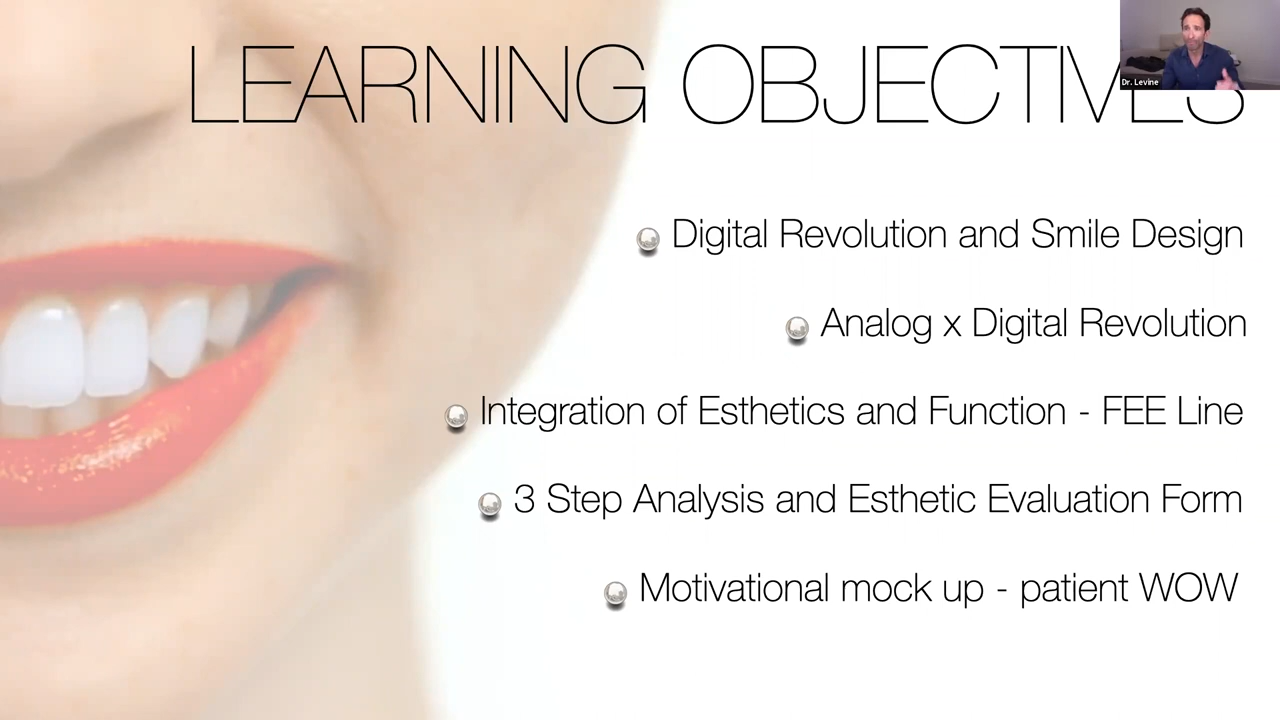 LEARNING OBJECTIVES
Dr. Levine
Digital Revolution and Smile Design
Analog x Digital Revolution
Integration of Esthetics and Function - FEE Line
3 Step Analysis and Esthetic Evaluation Form
Motivational mock up - patient WOW